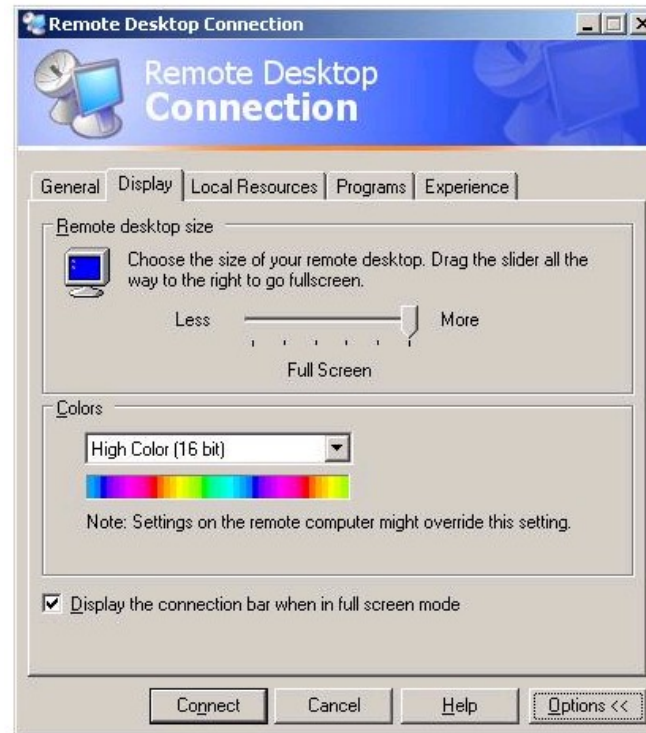 Remote Desktop Connection
Remote Desktop
Connection
General Display Local Resources Programs Experience
Remote desktop size
Choose the size of your remote desktop. Drag the slider all the
way to the right to go fullscreen.
Less More
Full Screen
Colors
High Color (16 bit)
Note: Settings on the remote computer might override this setting.
Display the connection bar when in full screen mode
Connect Cancel Help Options <<